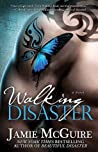 A Novel
Walking
DISASTER
JAMIE McGUIRE
NEW YORK TIMES BESTSELLING
AUTHOR OF BEAUTIFUL DISASTER